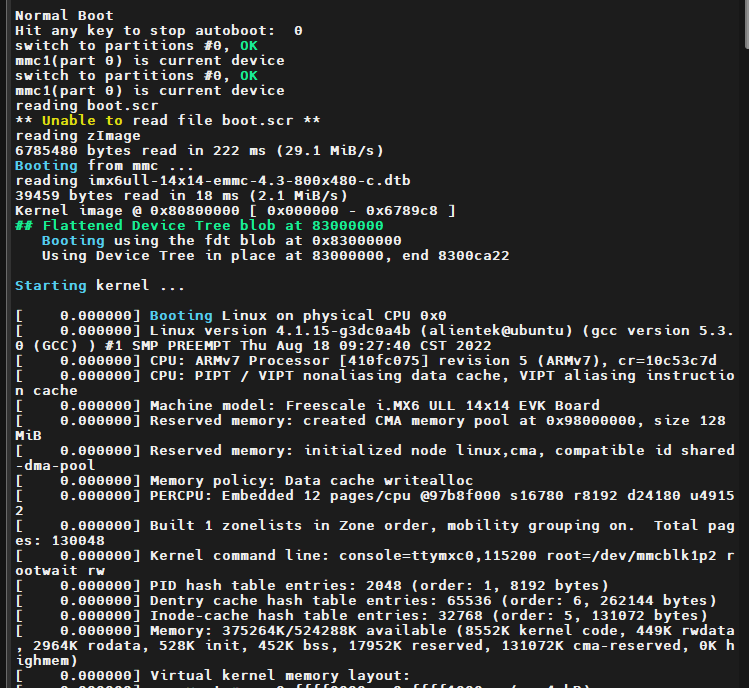 Normal Boot
Hit any key to stop autoboot:  0
switch to partitions #0, OK
mmc1(part 0) is current device
switch to partitions #0, OK
mmc1(part 0) is current device
reading boot.scr
** Unable to read file boot.scr **
reading zImage
6785480 bytes read in 222 ms (29.1 MiB/s)
Booting from mmc ...
reading imx6ull-14x14-emmc-4.3-800x480-c.dtb
39459 bytes read in 18 ms (2.1 MiB/s)
Kernel image @ 0x80800000 [ 0x000000 - 0x6789c8 ]
## Flattened Device Tree blob at 83000000
   Booting using the fdt blob at 0x83000000
   Using Device Tree in place at 83000000, end 8300ca22
Starting kernel ...
[    0.000000] Booting Linux on physical CPU 0x0
[    0.000000] Linux version 4.1.15-g3dc0a4b (alientek@ubuntu) (gcc version 5.3.
0 (GCC) ) #1 SMP PREEMPT Thu Aug 18 09:27:40 CST 2022
[    0.000000] CPU: ARMv7 Processor [410fc075] revision 5 (ARMv7), cr=10c53c7d
[    0.000000] CPU: PIPT / VIPT nonaliasing data cache, VIPT aliasing instructio
n cache
[    0.000000] Machine model: Freescale i.MX6 ULL 14x14 EVK Board
[    0.000000] Reserved memory: created CMA memory pool at 0x98000000, size 128
MiB
[    0.000000] Reserved memory: initialized node linux,cma, compatible id shared
-dma-pool
[    0.000000] Memory policy: Data cache writealloc
[    0.000000] PERCPU: Embedded 12 pages/cpu @97b8f000 s16780 r8192 d24180 u4915
2
[    0.000000] Built 1 zonelists in Zone order, mobility grouping on.  Total pag
es: 130048
[    0.000000] Kernel command line: console=ttymxc0,115200 root=/dev/mmcblk1p2 r
ootwait rw
[    0.000000] PID hash table entries: 2048 (order: 1, 8192 bytes)
[    0.000000] Dentry cache hash table entries: 65536 (order: 6, 262144 bytes)
[    0.000000] Inode-cache hash table entries: 32768 (order: 5, 131072 bytes)
[    0.000000] Memory: 375264K/524288K available (8552K kernel code, 449K rwdata
, 2964K rodata, 528K init, 452K bss, 17952K reserved, 131072K cma-reserved, 0K h
ighmem)
[    0.000000] Virtual kernel memory layout: